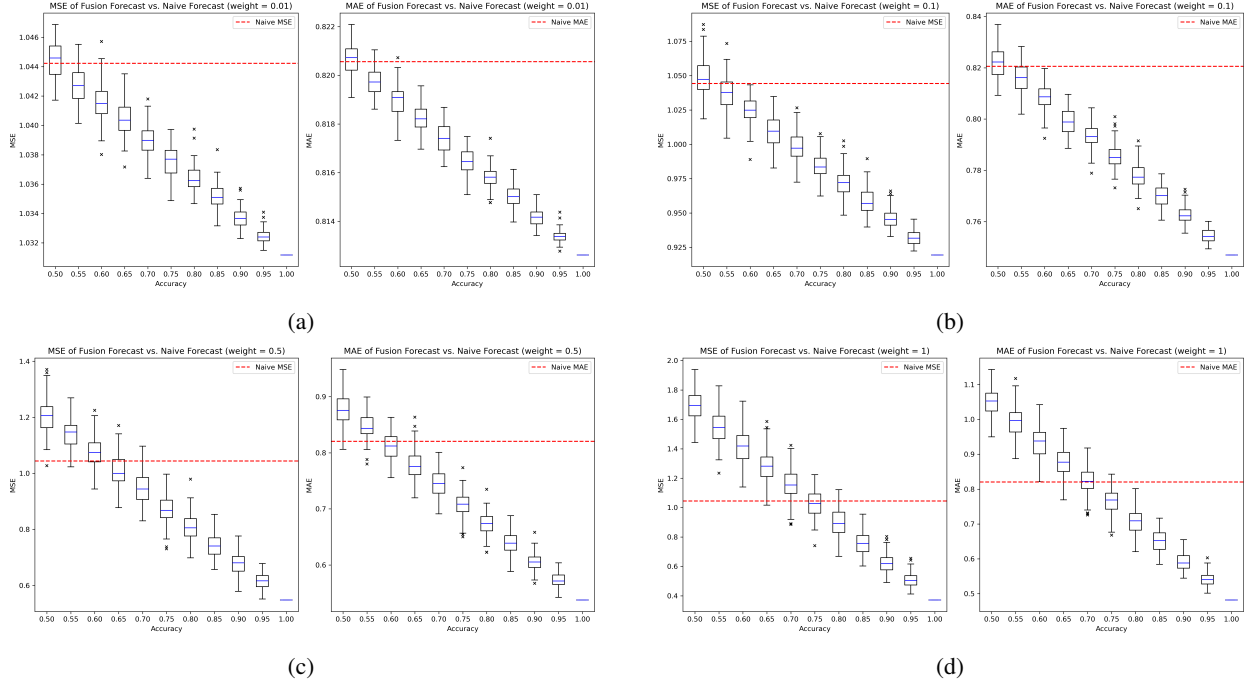 MSE of Fusion Forecast vs. Naive Forecast (weight = 0.01)
Naive MSE
1.046
1.044
1.042
1.040
1.038
1.036
1.034
1.032
MSE
0.50 0.55 0.60 0.65 0.70 0.75 0.80 0.85 0.90 0.95 1.00
Accuracy
MAE of Fusion Forecast vs. Naive Forecast (weight = 0.01)
Naive MAE
0.822
0.820
0.818
0.816
0.814
MAE
0.50 0.55 0.60 0.65 0.70 0.75 0.80 0.85 0.90 0.95 1.00
Accuracy
(a)
MSE of Fusion Forecast vs. Naive Forecast (weight = 0.1)
Naive MSE
1.075
1.050
1.025
1.000
0.975
0.950
0.925
MSE
0.50 0.55 0.60 0.65 0.70 0.75 0.80 0.85 0.90 0.95 1.00
Accuracy
MAE of Fusion Forecast vs. Naive Forecast (weight = 0.1)
Naive MAE
0.84
0.82
0.80
0.78
0.76
MAE
0.50 0.55 0.60 0.65 0.70 0.75 0.80 0.85 0.90 0.95 1.00
Accuracy
(b)
MSE of Fusion Forecast vs. Naive Forecast (weight = 0.5)
Naive MSE
1.4
1.2
1.0
0.8
0.6
MSE
0.50 0.55 0.60 0.65 0.70 0.75 0.80 0.85 0.90 0.95 1.00
Accuracy
MAE of Fusion Forecast vs. Naive Forecast (weight = 0.5)
Naive MAE
0.9
0.8
0.7
0.6
MAE
0.50 0.55 0.60 0.65 0.70 0.75 0.80 0.85 0.90 0.95 1.00
Accuracy
(c)
MSE of Fusion Forecast vs. Naive Forecast (weight = 1)
Naive MSE
2.0
1.8
1.6
1.4
1.2
1.0
0.8
0.6
0.4
MSE
0.50 0.55 0.60 0.65 0.70 0.75 0.80 0.85 0.90 0.95 1.00
Accuracy
MAE of Fusion Forecast vs. Naive Forecast (weight = 1)
Naive MAE
1.1
1.0
0.9
0.8
0.7
0.6
0.5
MAE
0.50 0.55 0.60 0.65 0.70 0.75 0.80 0.85 0.90 0.95 1.00
Accuracy
(d)